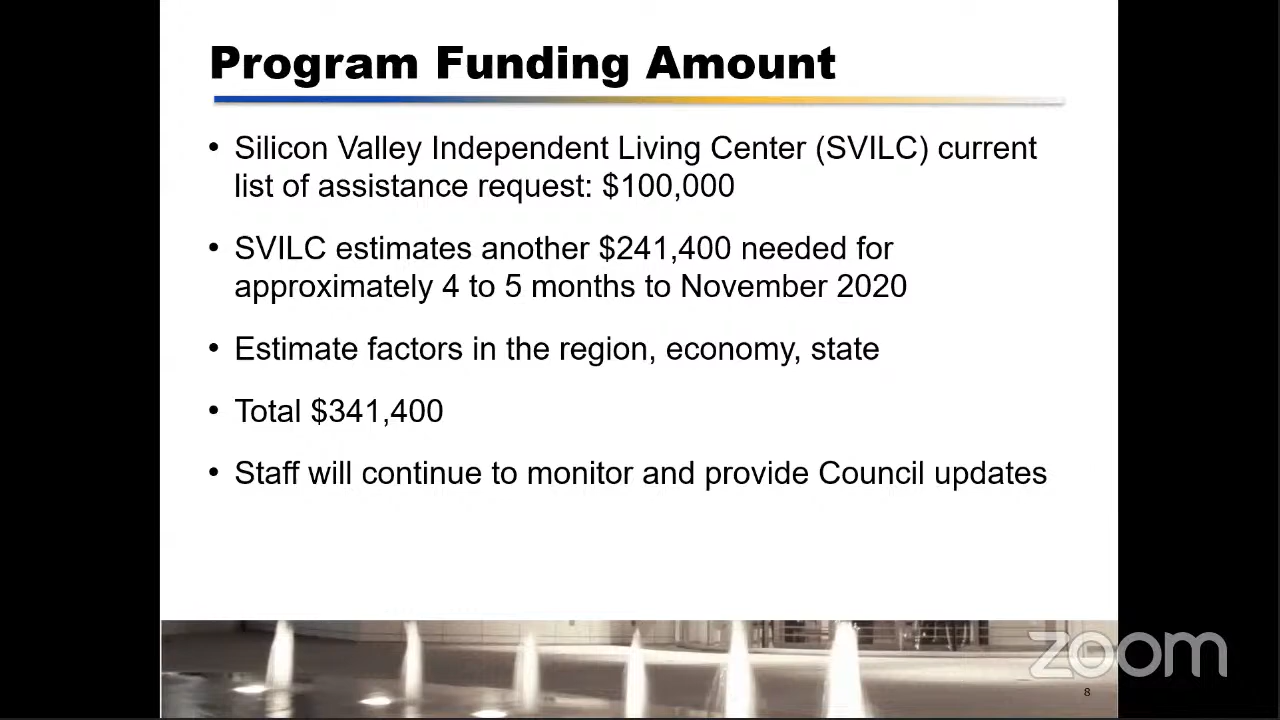 Program Funding Amount
• Silicon Valley Independent Living Center (SVILC) current
list of assistance request: $100,000
• SVILC estimates another $241,400 needed for
approximately 4 to 5 months to November 2020
• Estimate factors in the region, economy, state
• Total $341,400
• Staff will continue to monitor and provide Council updates
zoom
8